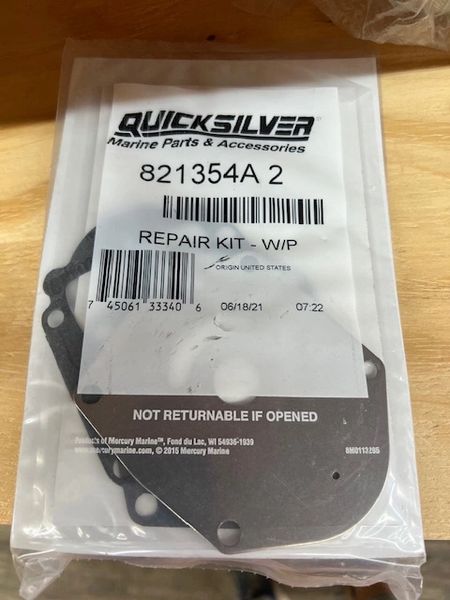 QUICKSILVER
Marine Parts & Accessories
821354A 2
REPAIR KIT - W/P
ORIGIN UNITED STATES
7 45061 33340 6 06/18/21 07:22
NOT RETURNABLE IF OPENED
Products of Mercury Marine™, Fond du Lac, WI 54936-1939
www.mercurymarine.com, © 2015 Mercury Marine